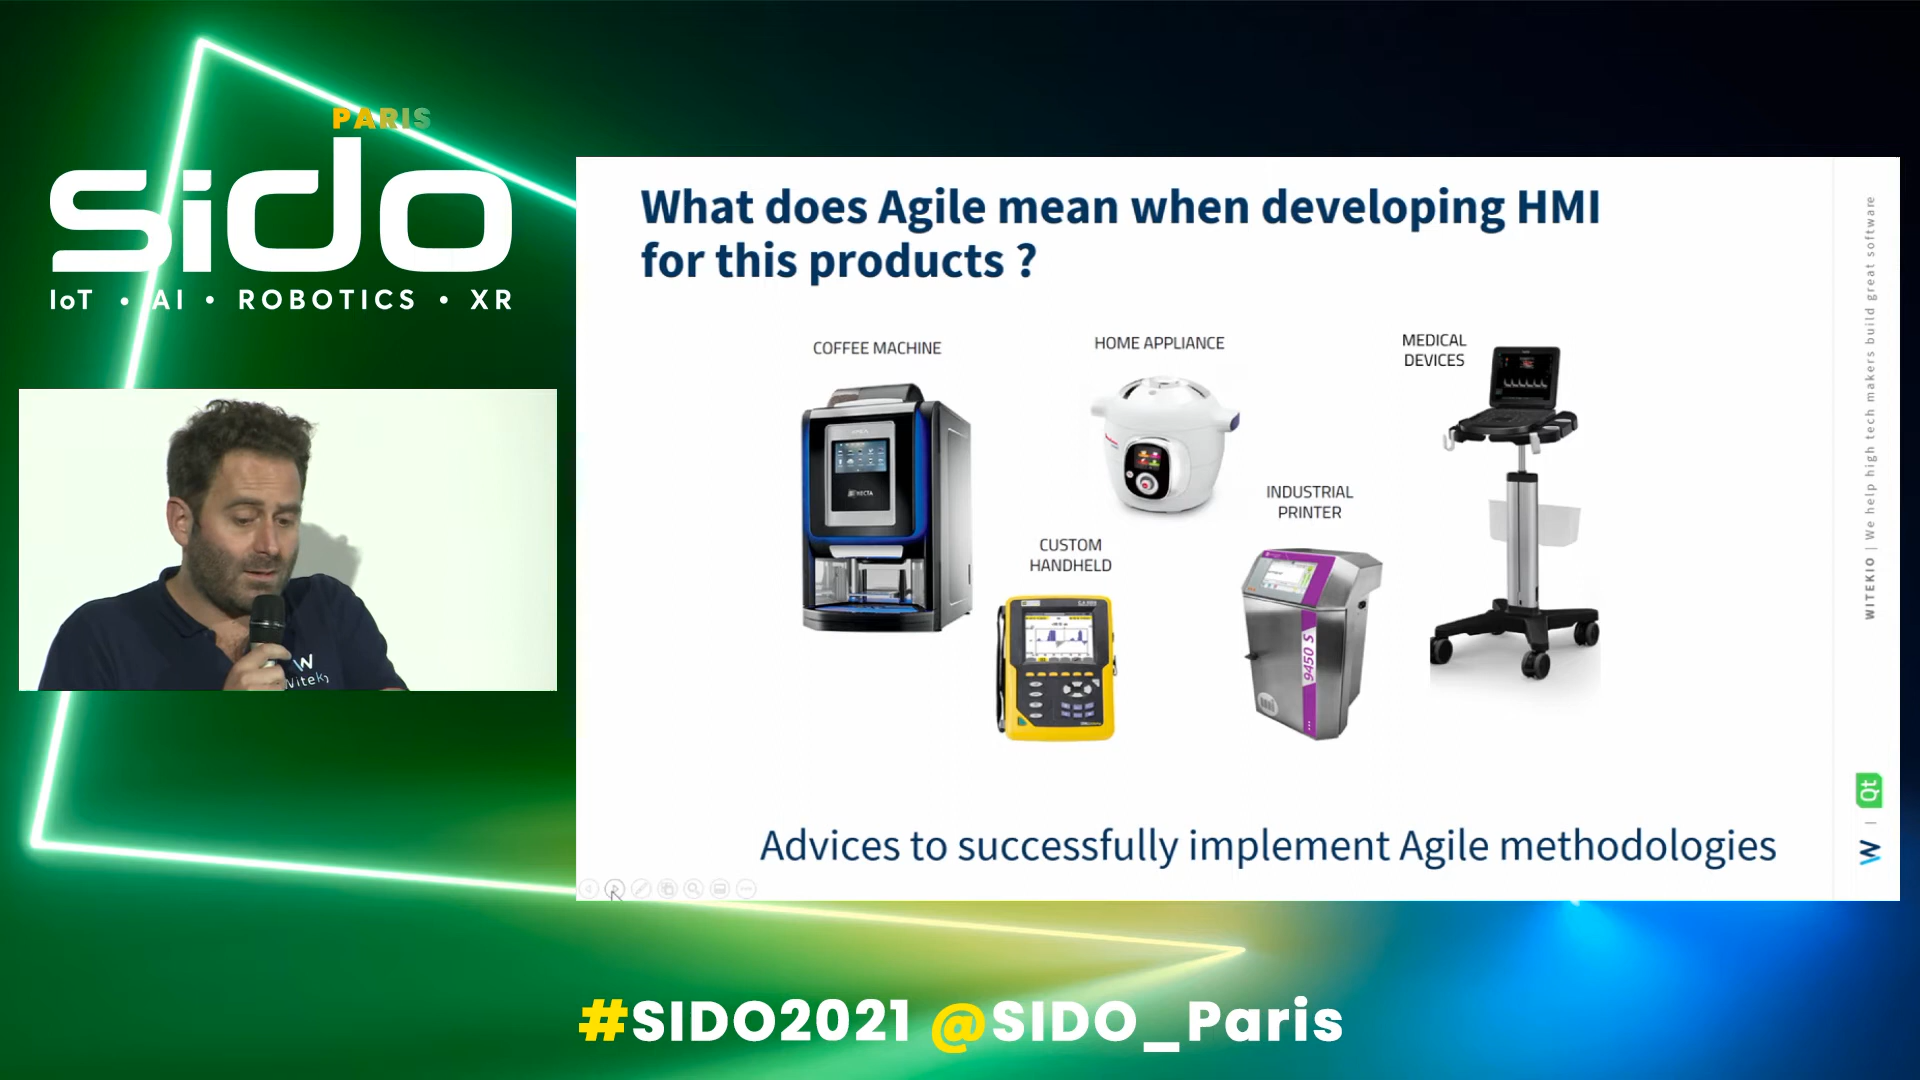 PARIS
sido
IoT • AI • ROBOTICS • XR
What does Agile mean when developing HMI
for this products ?
COFFEE MACHINE
HOME APPLIANCE
MEDICAL
DEVICES
INDUSTRIAL
PRINTER
CUSTOM
HANDHELD
NECTA
9450 S
Advices to successfully implement Agile methodologies
WITEKIO | We help high tech makers build great software
W | Qt
W
Witek
#SIDO2021 @SIDO_Paris